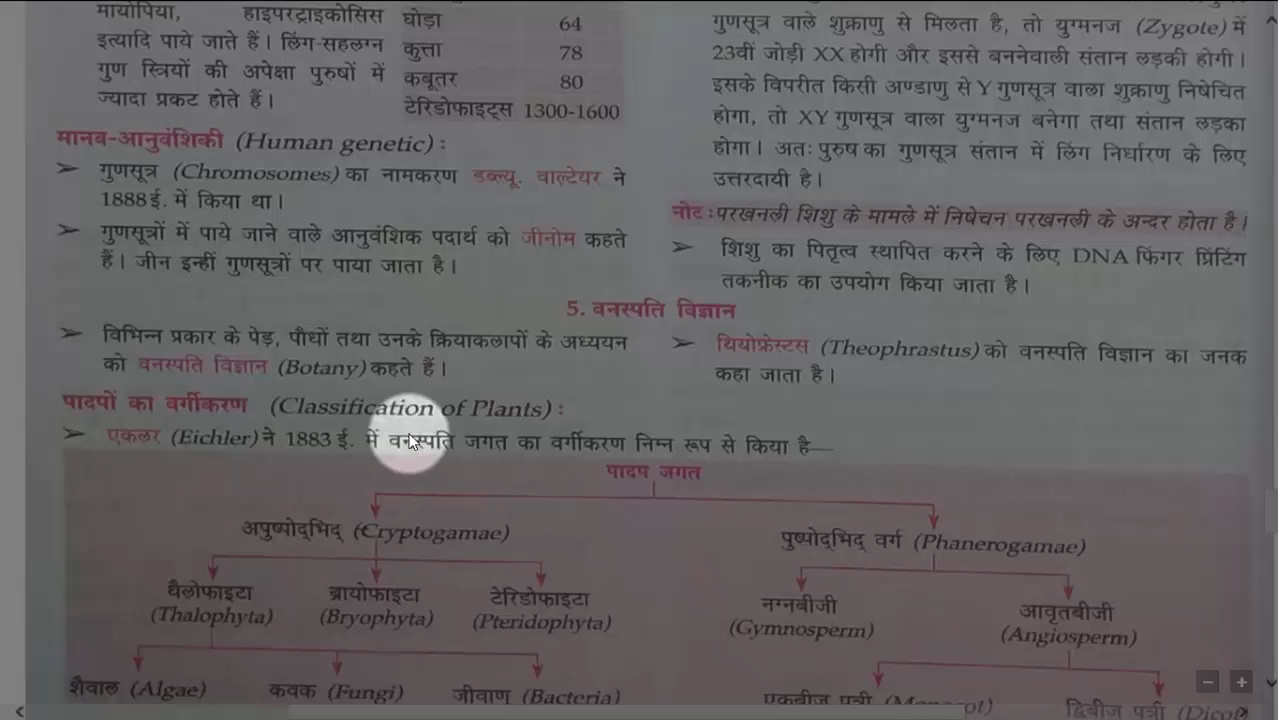 मायोपिया, हाइपरट्राइकोसिस
इत्यादि पाये जाते हैं। लिंग-सहलग्न
गुण स्त्रियों की अपेक्षा पुरुषों में
ज्यादा प्रकट होते हैं।
घोड़ा 64
कुत्ता 78
कबूतर 80
टेरिडोफाइट्स 1300-1600
मानव-आनुवंशिकी (Human genetic) :
➢ गुणसूत्र (Chromosomes) का नामकरण डब्ल्यू. वाल्टेयर ने
1888 ई. में किया था।
➢ गुणसूत्रों में पाये जाने वाले आनुवंशिक पदार्थ को जीनोम कहते
हैं। जीन इन्हीं गुणसूत्रों पर पाया जाता है।
गुणसूत्र वाले शुक्राणु से मिलता है, तो युग्मनज (Zygote) में
23वीं जोड़ी XX होगी और इससे बननेवाली संतान लड़की होगी।
इसके विपरीत किसी अण्डाणु से Y गुणसूत्र वाला शुक्राणु निषेचित
होगा, तो XY गुणसूत्र वाला युग्मनज बनेगा तथा संतान लड़का
होगा। अतः पुरुष का गुणसूत्र संतान में लिंग निर्धारण के लिए
उत्तरदायी है।
नोट : परखनली शिशु के मामले में निषेचन परखनली के अन्दर होता है।
➢ शिशु का पितृत्व स्थापित करने के लिए DNA फिंगर प्रिंटिंग
तकनीक का उपयोग किया जाता है।
5. वनस्पति विज्ञान
➢ विभिन्न प्रकार के पेड़, पौधों तथा उनके क्रियाकलापों के अध्ययन
को वनस्पति विज्ञान (Botany) कहते हैं।
➢ थियोफ्रेस्टस (Theophrastus) को वनस्पति विज्ञान का जनक
कहा जाता है।
पादपों का वर्गीकरण (Classification of Plants) :
➢ एकलर (Eichler) ने 1883 ई. में वनस्पति जगत का वर्गीकरण निम्न रूप से किया है—
पादप जगत
अपुष्पोद्‌भिद् (Cryptogamae)
पुष्पोद्‌भिद् वर्ग (Phanerogamae)
थैलोफाइटा
(Thalophyta)
ब्रायोफाइटा
(Bryophyta)
टेरिडोफाइटा
(Pteridophyta)
नग्नबीजी
(Gymnosperm)
आवृतबीजी
(Angiosperm)
शैवाल (Algae)
कवक (Fungi)
जीवाणु (Bacteria)
एकबीज पत्री
द्विबीज पत्री